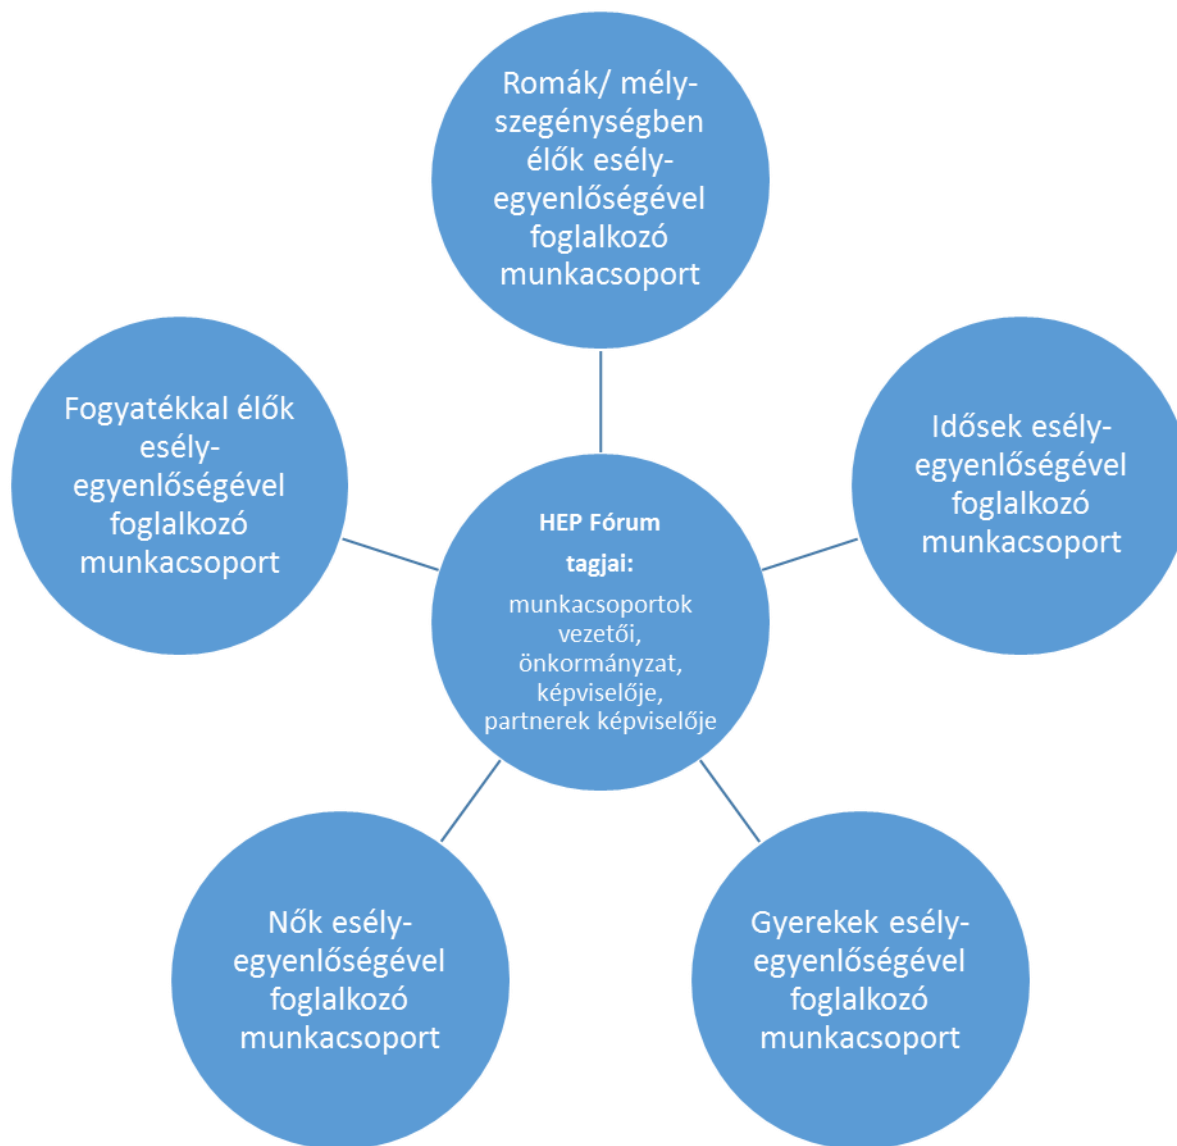 Romák/ mély-
szegénységben
élők esély-
egyenlőségével
foglalkozó
munkacsoport
Fogyatékkal élők
esély-
egyenlőségével
foglalkozó
munkacsoport
Idősek esély-
egyenlőségével
foglalkozó
munkacsoport
HEP Fórum
tagjai:
munkacsoportok
vezetői,
önkormányzat,
képviselője,
partnerek képviselője
Nők esély-
egyenlőségével
foglalkozó
munkacsoport
Gyerekek esély-
egyenlőségével
foglalkozó
munkacsoport